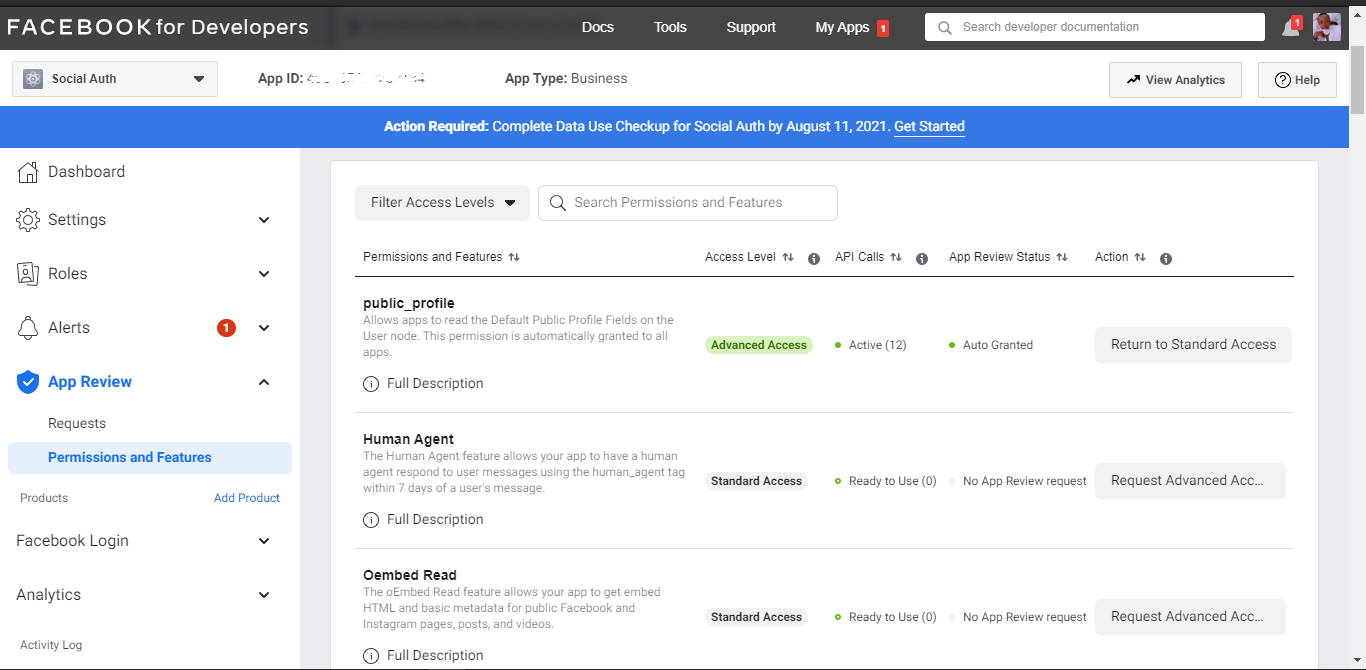 FACEBOOK for Developers Docs Tools Support My Apps 1 Search developer documentation 1
Social Auth App ID: App Type: Business View Analytics Help
Action Required: Complete Data Use Checkup for Social Auth by August 11, 2021. Get Started
Dashboard
Settings
Roles
Alerts 1
App Review
Requests
Permissions and Features
Products Add Product
Facebook Login
Analytics
Activity Log
Filter Access Levels Search Permissions and Features
Permissions and Features Access Level API Calls App Review Status Action
public_profile
Allows apps to read the Default Public Profile Fields on the
User node. This permission is automatically granted to all
apps.
Advanced Access Active (12) Auto Granted Return to Standard Access
Full Description
Human Agent
The Human Agent feature allows your app to have a human
agent respond to user messages using the human_agent tag
within 7 days of a user's message.
Standard Access Ready to Use (0) No App Review request Request Advanced Acc...
Full Description
Oembed Read
The oEmbed Read feature allows your app to get embed
HTML and basic metadata for public Facebook and
Instagram pages, posts, and videos.
Standard Access Ready to Use (0) No App Review request Request Advanced Acc...
Full Description